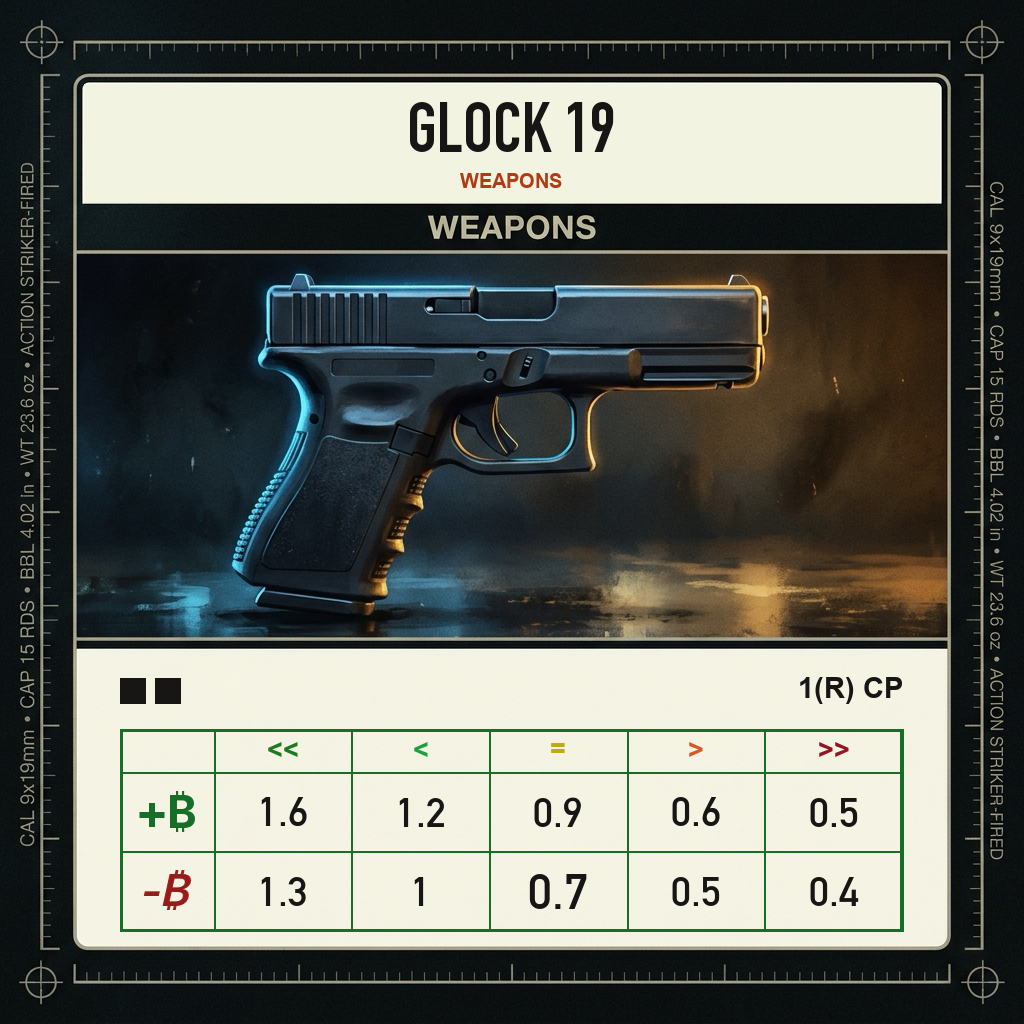 GLOCK 19
WEAPONS
WEAPONS
CAL 9x19mm • CAP 15 RDS • BBL 4.02 in • WT 23.6 oz • ACTION STRIKER-FIRED
CAL 9x19mm • CAP 15 RDS • BBL 4.02 in • WT 23.6 oz • ACTION STRIKER-FIRED
1(R) CP
<< < = > >>
+₿ 1.6 1.2 0.9 0.6 0.5
-₿ 1.3 1 0.7 0.5 0.4